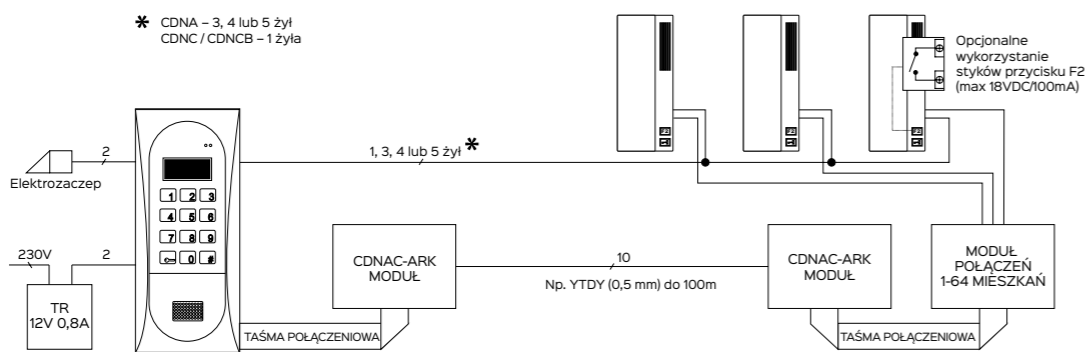 * CDNA – 3, 4 lub 5 żył
CDNC / CDNCB – 1 żyła
Opcjonalne
wykorzystanie
styków przycisku F2
(max 18VDC/100mA)
F2
F2
F2
2
Elektrozaczep
1, 3, 4 lub 5 żył *
1 2 3
4 5 6
7 8 9
0 #
230V
2
TR
12V 0,8A
CDNAC-ARK
MODUŁ
10
Np. YTDY (0,5 mm) do 100m
CDNAC-ARK
MODUŁ
MODUŁ
POŁĄCZEŃ
1-64 MIESZKAŃ
TAŚMA POŁĄCZENIOWA
TAŚMA POŁĄCZENIOWA